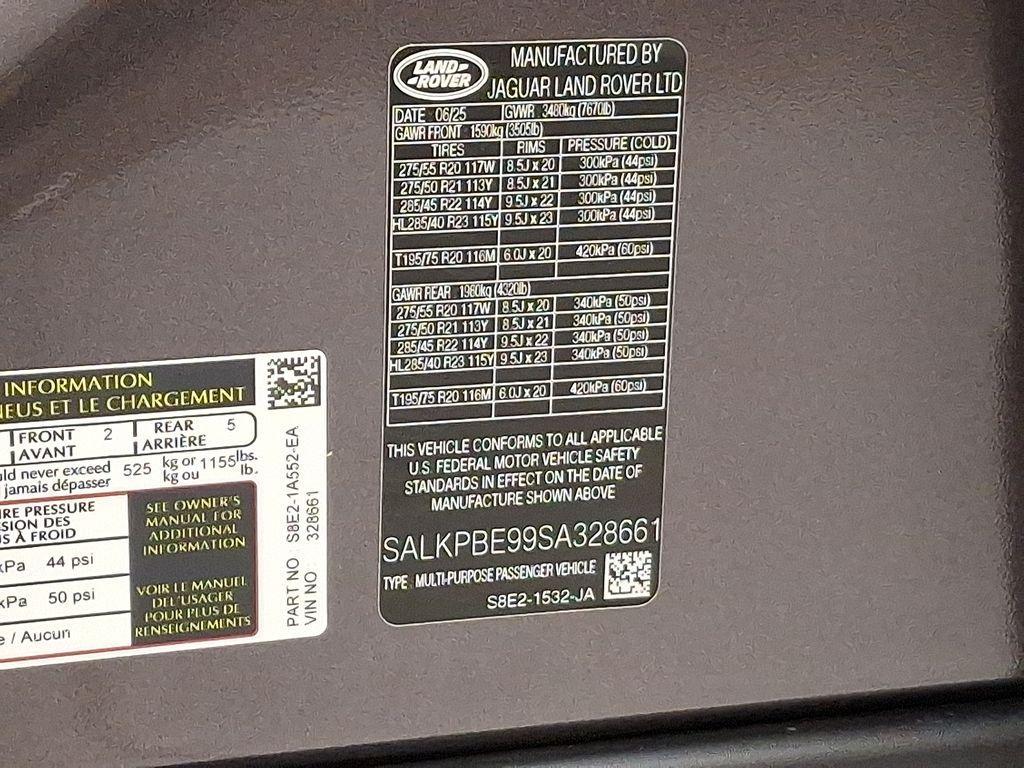 LAND ROVER
MANUFACTURED BY
JAGUAR LAND ROVER LTD
DATE 06/25 GVWR 3480kg (7670lb)
GAWR FRONT 1590kg (3505lb)
TIRES RIMS PRESSURE (COLD)
275/55 R20 117W 8.5J x 20 300kPa (44psi)
275/50 R21 113Y 8.5J x 21 300kPa (44psi)
285/45 R22 114Y 9.5J x 22 300kPa (44psi)
HL285/40 R23 115Y 9.5J x 23 300kPa (44psi)
T195/75 R20 116M 6.0J x 20 420kPa (60psi)
GAWR REAR 1960kg (4320lb)
275/55 R20 117W 8.5J x 20 340kPa (50psi)
275/50 R21 113Y 8.5J x 21 340kPa (50psi)
285/45 R22 114Y 9.5J x 22 340kPa (50psi)
HL285/40 R23 115Y 9.5J x 23 340kPa (50psi)
T195/75 R20 116M 6.0J x 20 420kPa (60psi)
THIS VEHICLE CONFORMS TO ALL APPLICABLE
U.S. FEDERAL MOTOR VEHICLE SAFETY
STANDARDS IN EFFECT ON THE DATE OF
MANUFACTURE SHOWN ABOVE
SALKPBE99SA328661
TYPE MULTI-PURPOSE PASSENGER VEHICLE
S8E2-1532-JA
INFORMATION
NEUS ET LE CHARGEMENT
FRONT 2 REAR 5
AVANT ARRIÈRE
uld never exceed 525 kg or 1155 lbs.
jamais dépasser kg ou lb.
IRE PRESSURE
SION DES
S À FROID
kPa 44 psi
kPa 50 psi
e / Aucun
SEE OWNER'S
MANUAL FOR
ADDITIONAL
INFORMATION
VOIR LE MANUEL
DE L'USAGER
POUR PLUS DE
RENSEIGNEMENTS
PART NO: S8E2-1A552-EA
VIN NO: 328661